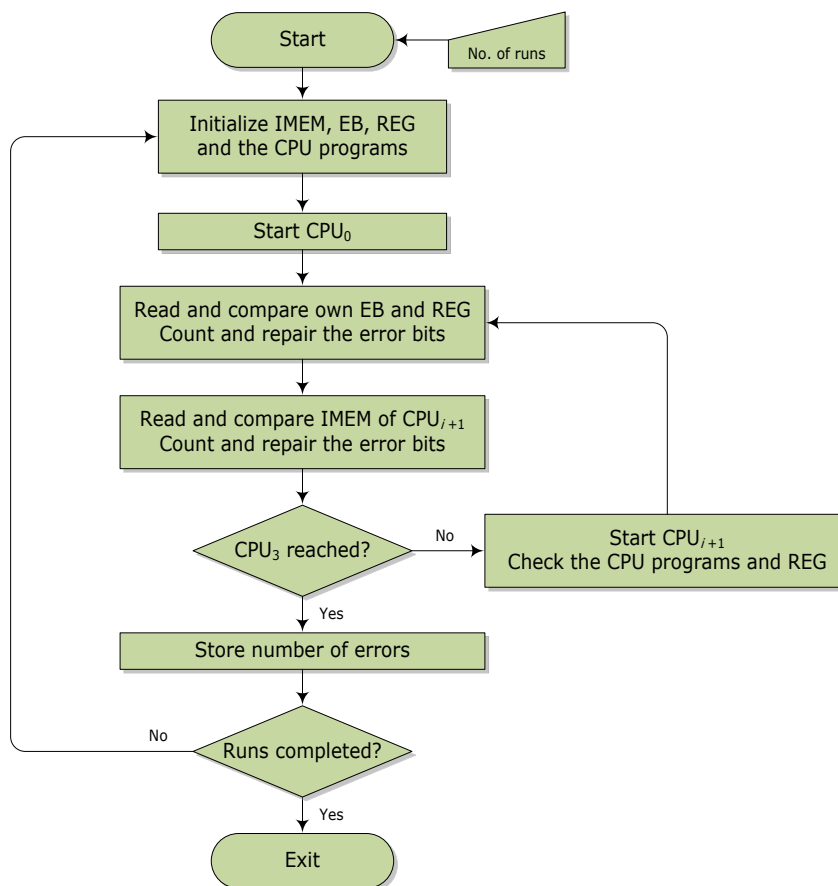 Start
No. of runs
Initialize IMEM, EB, REG
and the CPU programs
Start CPU₀
Read and compare own EB and REG
Count and repair the error bits
Read and compare IMEM of CPUᵢ₊₁
Count and repair the error bits
CPU₃ reached?
No
Start CPUᵢ₊₁
Check the CPU programs and REG
Yes
Store number of errors
Runs completed?
No
Yes
Exit